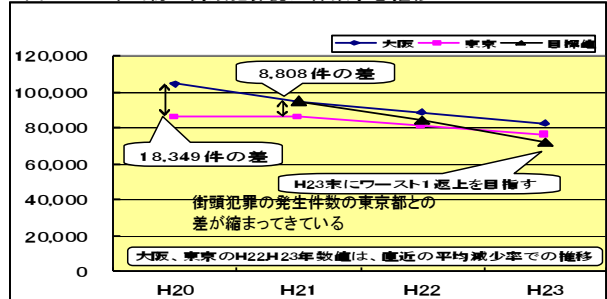 120,000
100,000
80,000
60,000
40,000
20,000
0
大阪 東京 目標値
8,808件の差
18,349件の差
H23末にワースト1返上を目指す
街頭犯罪の発生件数の東京都との
差が縮まってきている
大阪、東京のH22,H23年数値は、直近の平均減少率での推移
H20 H21 H22 H23